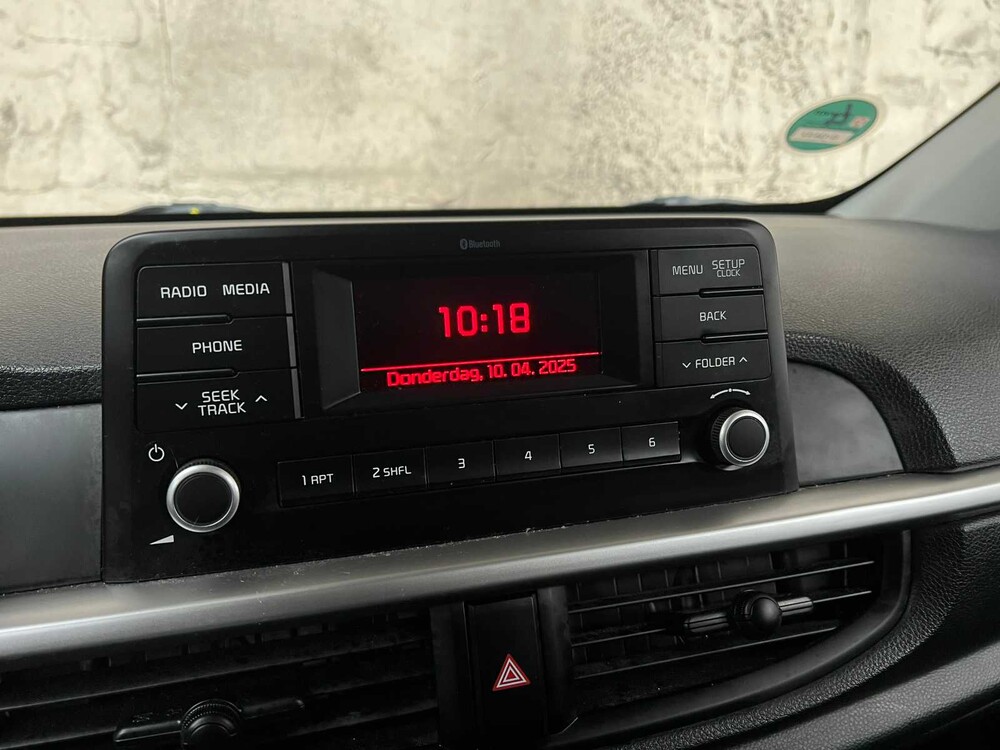 Bluetooth
RADIO MEDIA
PHONE
SEEK
TRACK
10:18
Donderdag, 10. 04. 2025
MENU SETUP
CLOCK
BACK
FOLDER
1 RPT
2 SHFL
3
4
5
6